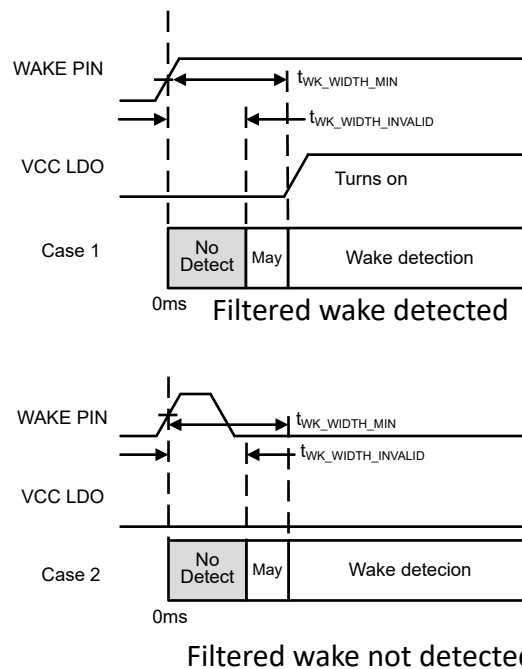 WAKE PIN
tWK_WIDTH_MIN
tWK_WIDTH_INVALID
VCC LDO
Turns on
Case 1
No
Detect
May
Wake detection
0ms
Filtered wake detected
WAKE PIN
tWK_WIDTH_MIN
tWK_WIDTH_INVALID
VCC LDO
Case 2
No
Detect
May
Wake detecion
0ms
Filtered wake not detected